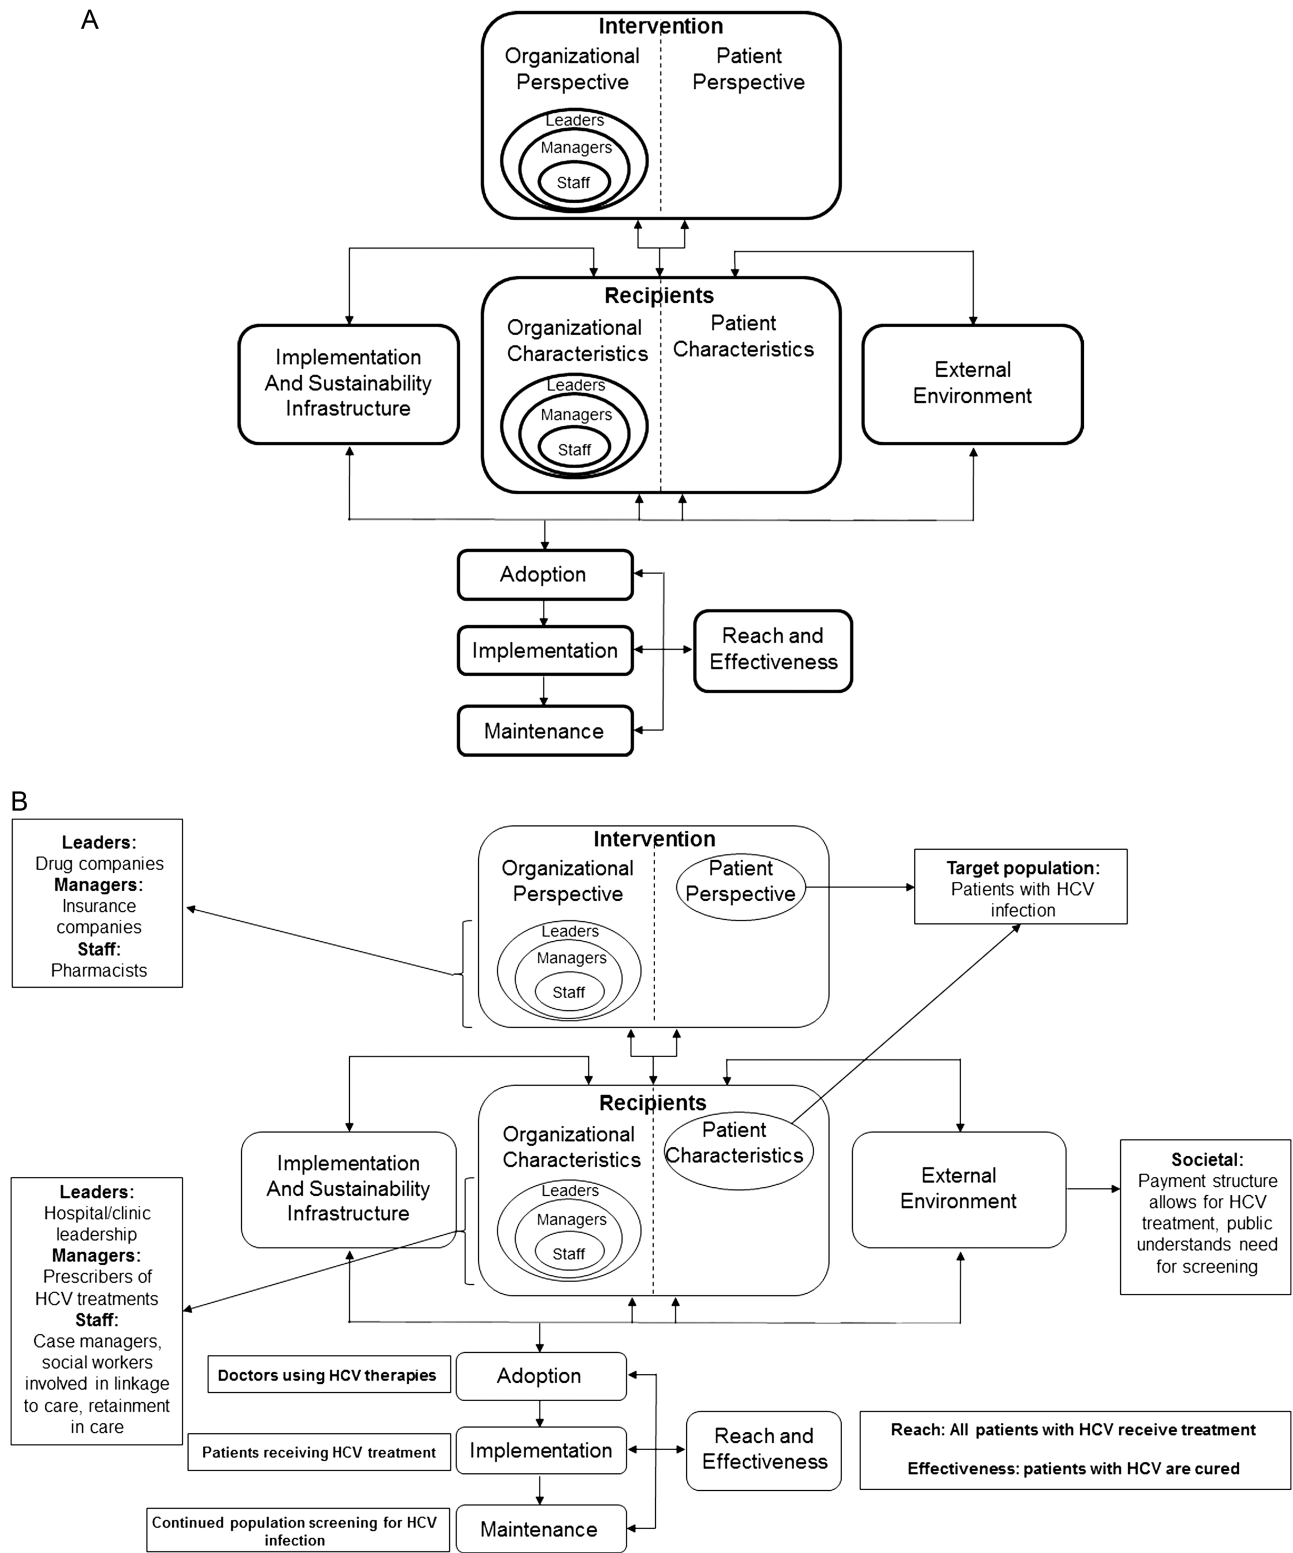 A
Intervention
Organizational
Perspective
Patient
Perspective
Leaders
Managers
Staff
Recipients
Organizational
Characteristics
Patient
Characteristics
Leaders
Managers
Staff
Implementation
And Sustainability
Infrastructure
External
Environment
Adoption
Implementation
Maintenance
Reach and
Effectiveness
B
Leaders:
Drug companies
Managers:
Insurance
companies
Staff:
Pharmacists
Intervention
Organizational
Perspective
Patient
Perspective
Leaders
Managers
Staff
Target population:
Patients with HCV
infection
Recipients
Organizational
Characteristics
Patient
Characteristics
Leaders
Managers
Staff
Implementation
And Sustainability
Infrastructure
External
Environment
Societal:
Payment structure
allows for HCV
treatment, public
understands need
for screening
Leaders:
Hospital/clinic
leadership
Managers:
Prescribers of
HCV treatments
Staff:
Case managers,
social workers
involved in linkage
to care, retainment
in care
Doctors using HCV therapies
Adoption
Patients receiving HCV treatment
Implementation
Continued population screening for HCV
infection
Maintenance
Reach and
Effectiveness
Reach: All patients with HCV receive treatment
Effectiveness: patients with HCV are cured